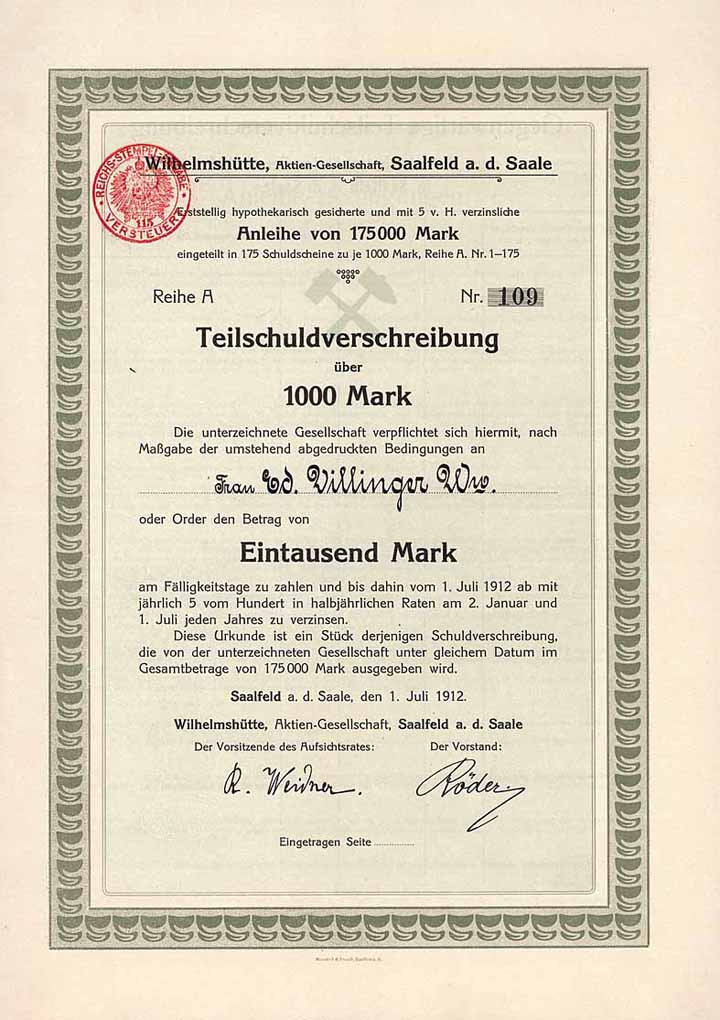 Wilhelmshütte, Aktien-Gesellschaft, Saalfeld a. d. Saale
REICHS-STEMPEL-ABGABE
115
VERSTEUERT
Erststellig hypothekarisch gesicherte und mit 5 v. H. verzinsliche
Anleihe von 175000 Mark
eingeteilt in 175 Schuldscheine zu je 1000 Mark, Reihe A. Nr. 1–175
Reihe A Nr. 109
Teilschuldverschreibung
über
1000 Mark
Die unterzeichnete Gesellschaft verpflichtet sich hiermit, nach
Maßgabe der umstehend abgedruckten Bedingungen an
Frau Ed. Villinger Ww.
oder Order den Betrag von
Eintausend Mark
am Fälligkeitstage zu zahlen und bis dahin vom 1. Juli 1912 ab mit
jährlich 5 vom Hundert in halbjährlichen Raten am 2. Januar und
1. Juli jeden Jahres zu verzinsen.
Diese Urkunde ist ein Stück derjenigen Schuldverschreibung,
die von der unterzeichneten Gesellschaft unter gleichem Datum im
Gesamtbetrage von 175000 Mark ausgegeben wird.
Saalfeld a. d. Saale, den 1. Juli 1912.
Wilhelmshütte, Aktien-Gesellschaft, Saalfeld a. d. Saale
Der Vorsitzende des Aufsichtsrates: Der Vorstand:
R. Weidner. Röder.
Eingetragen Seite